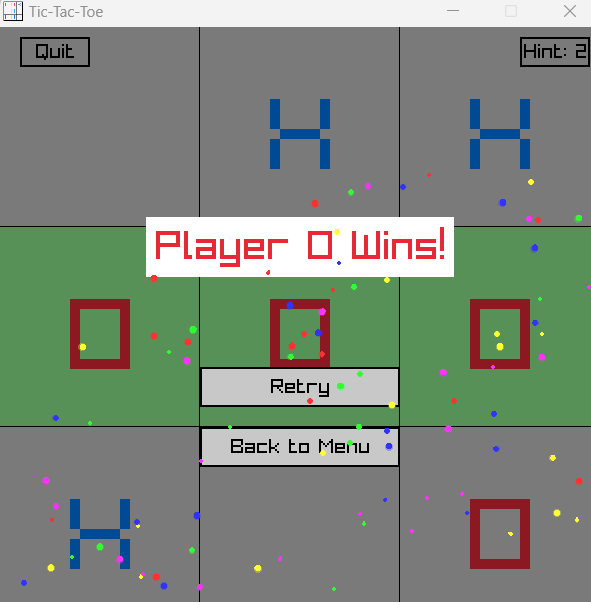 Tic-Tac-Toe
Quit
Hint: 2
X X
Player O Wins!
O O O
Retry
Back to Menu
X O